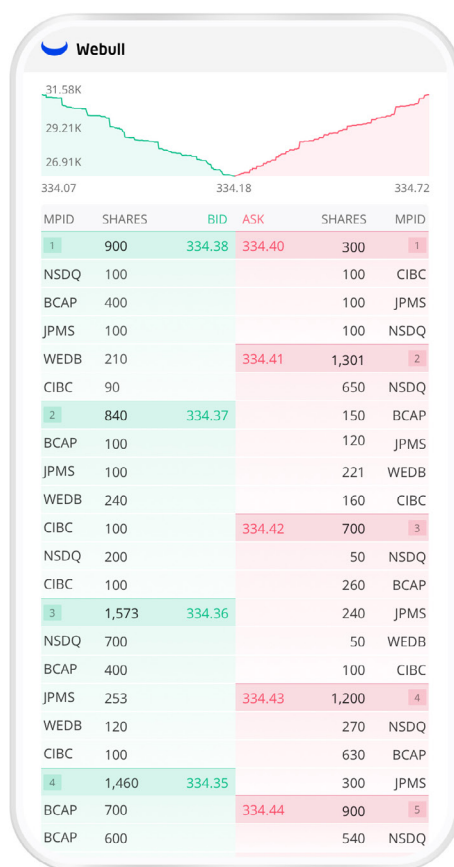 Webull
31.58K
29.21K
26.91K
334.07 334.18 334.72
MPID SHARES BID ASK SHARES MPID
1 900 334.38 334.40 300 1
NSDQ 100 100 CIBC
BCAP 400 100 JPMS
JPMS 100 100 NSDQ
WEDB 210 334.41 1,301 2
CIBC 90 650 NSDQ
2 840 334.37 150 BCAP
BCAP 100 120 JPMS
JPMS 100 221 WEDB
WEDB 240 160 CIBC
CIBC 100 334.42 700 3
NSDQ 200 50 NSDQ
CIBC 100 260 BCAP
3 1,573 334.36 240 JPMS
NSDQ 700 50 WEDB
BCAP 400 100 CIBC
JPMS 253 334.43 1,200 4
WEDB 120 270 NSDQ
CIBC 100 630 BCAP
4 1,460 334.35 300 JPMS
BCAP 700 334.44 900 5
BCAP 600 540 NSDQ